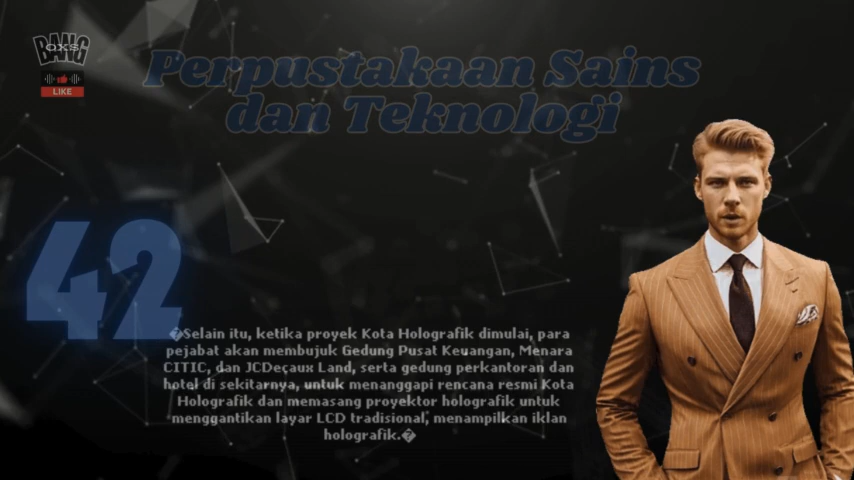 BANG
OXS
LIKE
Perpustakaan Sains
dan Teknologi
42
�Selain itu, ketika proyek Kota Holografik dimulai, para
pejabat akan membujuk Gedung Pusat Keuangan, Menara
CITIC, dan JCDeçaux Land, serta gedung perkantoran dan
hotel di sekitarnya, untuk menanggapi rencana resmi Kota
Holografik dan memasang proyektor holografik untuk
menggantikan layar LCD tradisional, menampilkan iklan
holografik.�